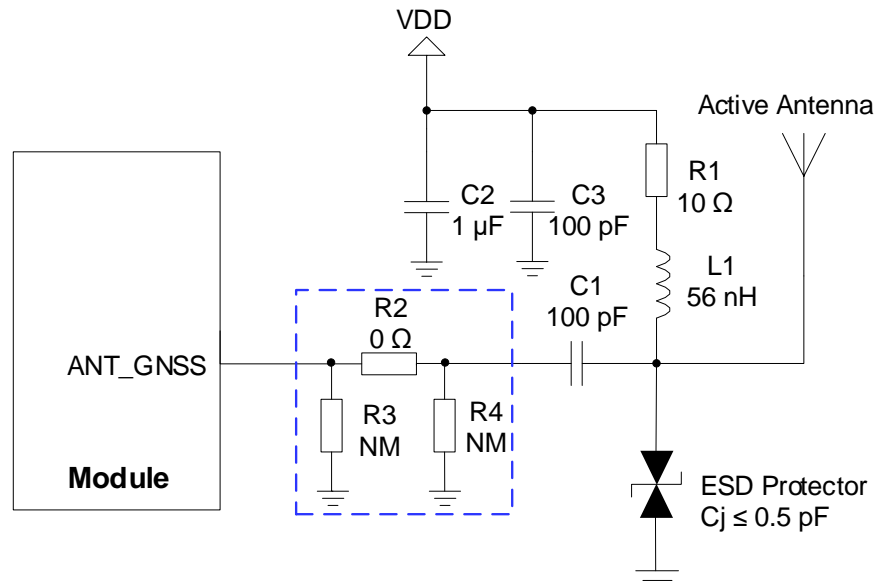 VDD
Active Antenna
R1
10 Ω
C2
1 µF
C3
100 pF
L1
56 nH
C1
100 pF
R2
0 Ω
ANT_GNSS
R3
NM
R4
NM
Module
ESD Protector
Cj ≤ 0.5 pF